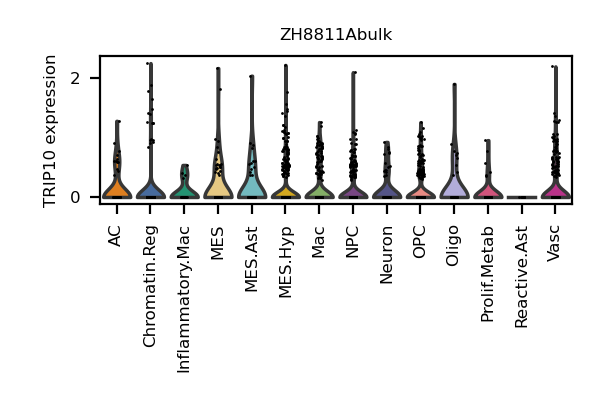 ZH8811Abulk
TRIP10 expression
2
0
AC
Chromatin.Reg
Inflammatory.Mac
MES
MES.Ast
MES.Hyp
Mac
NPC
Neuron
OPC
Oligo
Prolif.Metab
Reactive.Ast
Vasc